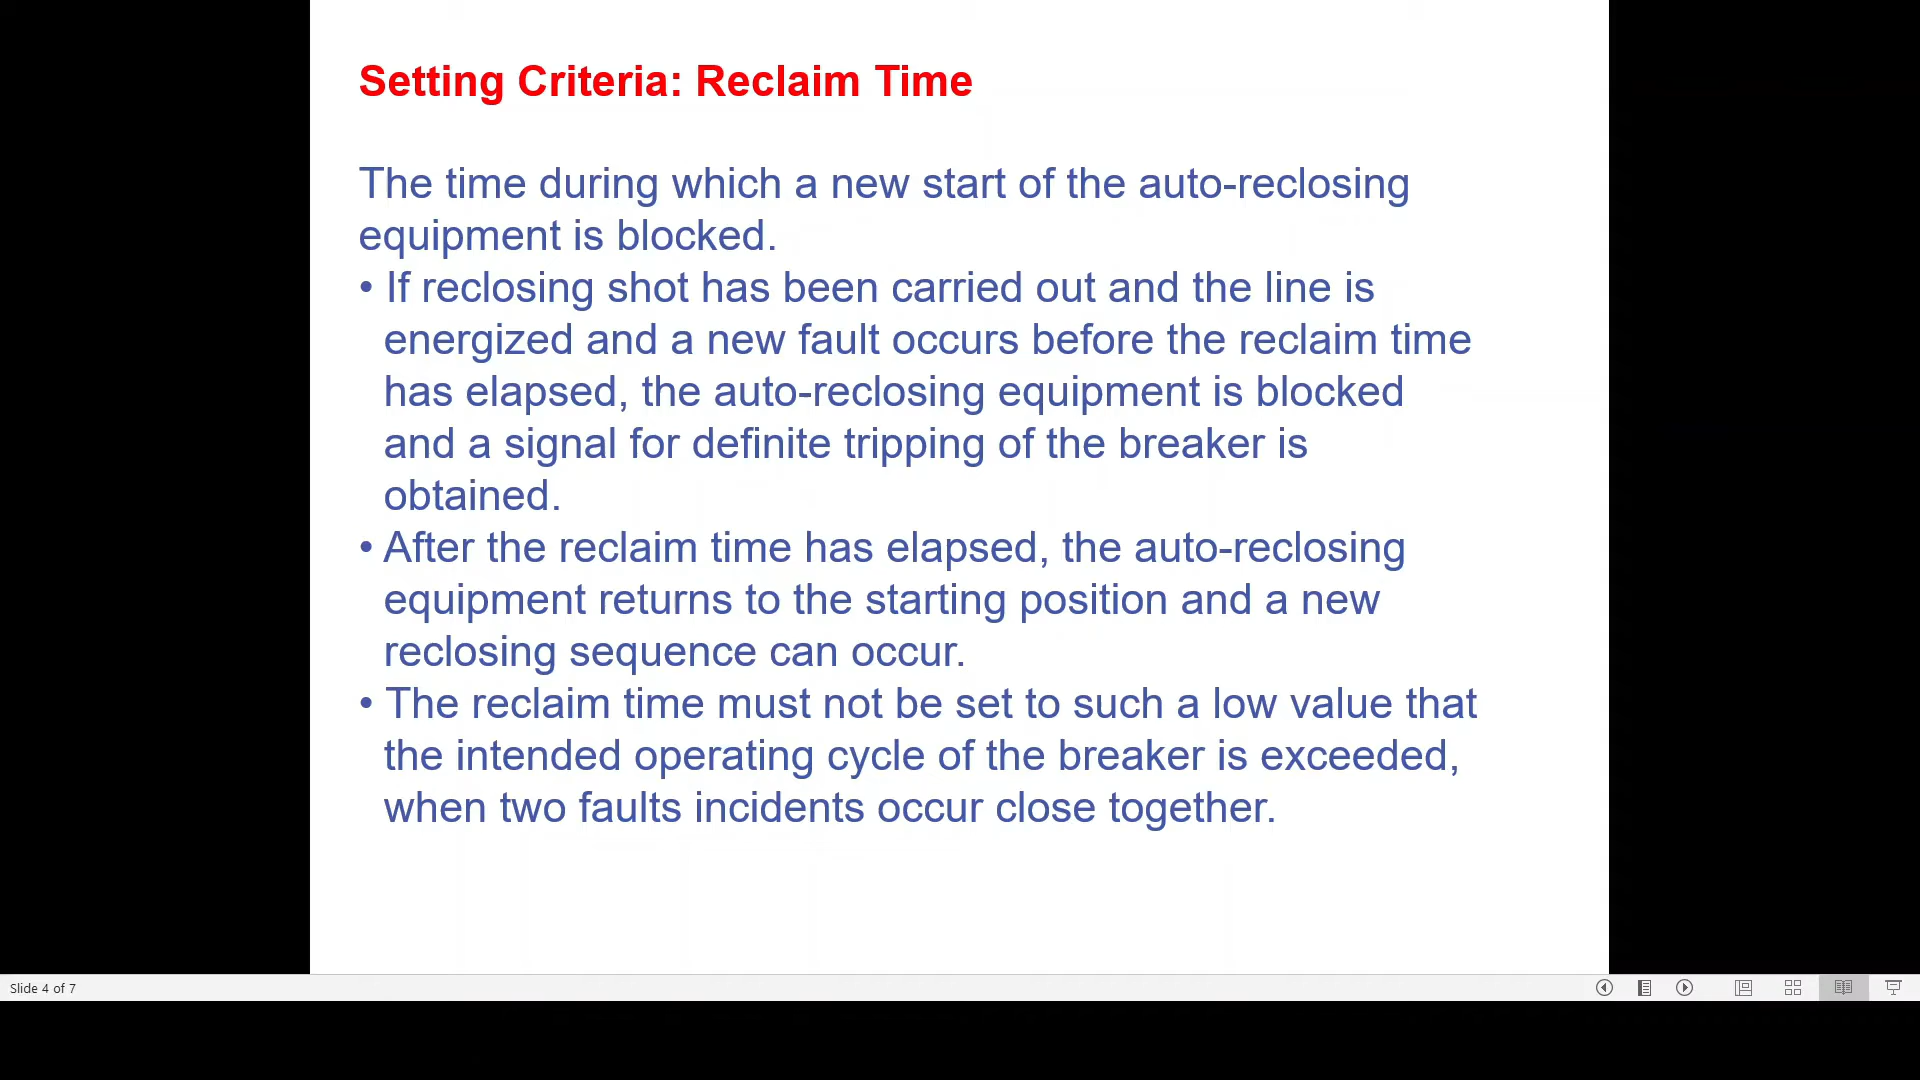 Setting Criteria: Reclaim Time
The time during which a new start of the auto-reclosing
equipment is blocked.
• If reclosing shot has been carried out and the line is
energized and a new fault occurs before the reclaim time
has elapsed, the auto-reclosing equipment is blocked
and a signal for definite tripping of the breaker is
obtained.
• After the reclaim time has elapsed, the auto-reclosing
equipment returns to the starting position and a new
reclosing sequence can occur.
• The reclaim time must not be set to such a low value that
the intended operating cycle of the breaker is exceeded,
when two faults incidents occur close together.
Slide 4 of 7